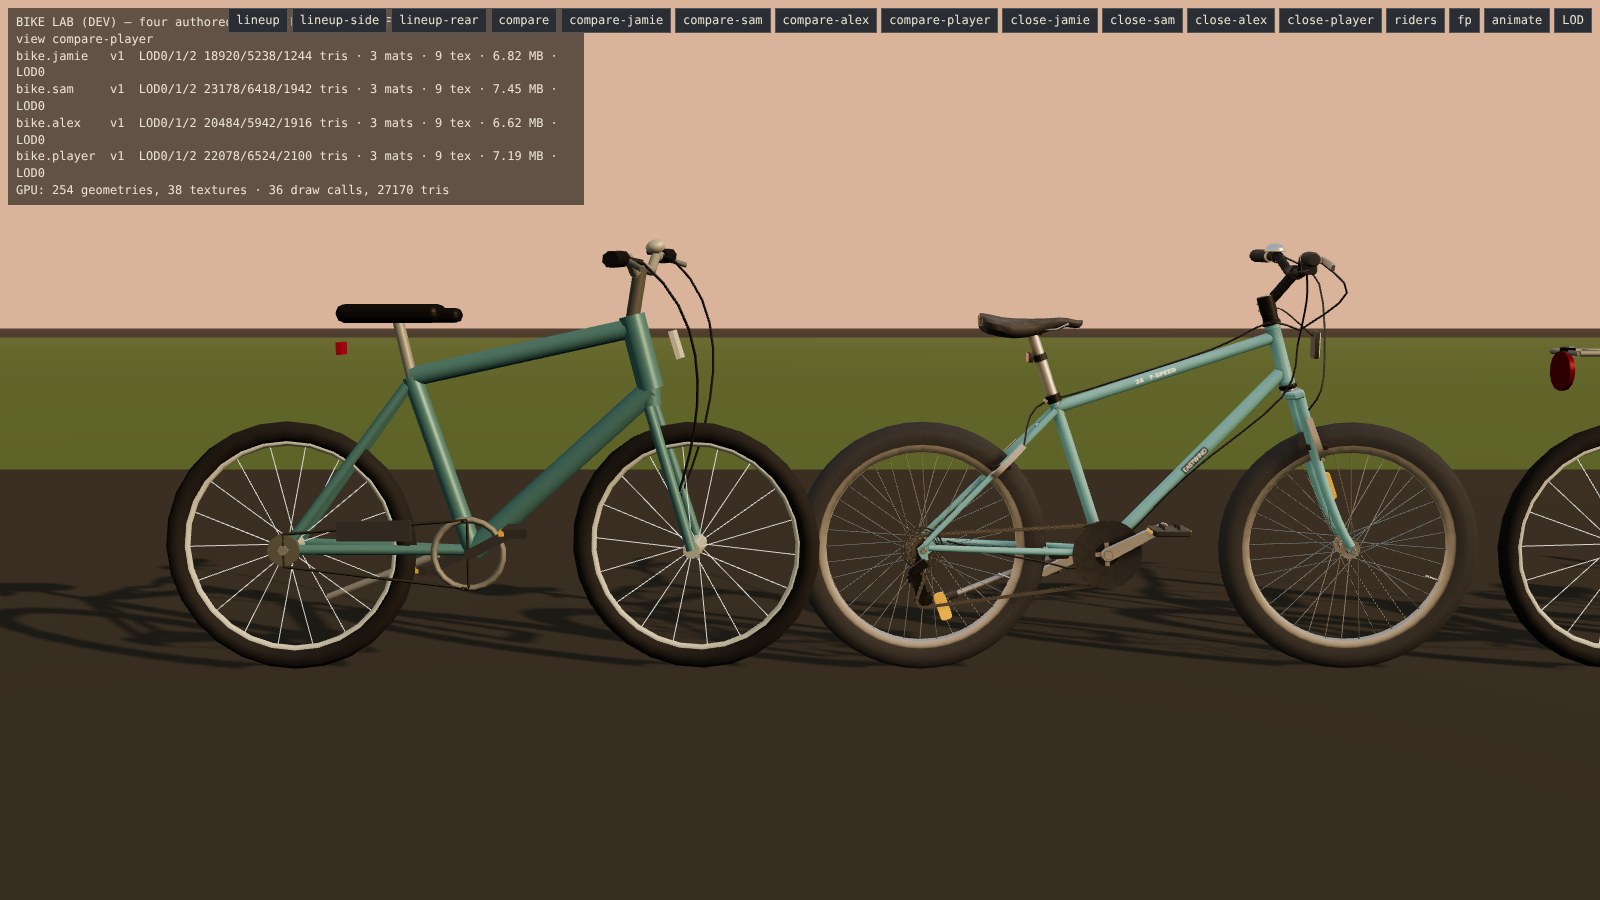 BIKE LAB (DEV) — four authored
lineup lineup-side lineup-rear compare compare-jamie compare-sam compare-alex compare-player close-jamie close-sam close-alex close-player riders fp animate LOD
view compare-player
bike.jamie v1 LOD0/1/2 18920/5238/1244 tris · 3 mats · 9 tex · 6.82 MB ·
LOD0
bike.sam v1 LOD0/1/2 23178/6418/1942 tris · 3 mats · 9 tex · 7.45 MB ·
LOD0
bike.alex v1 LOD0/1/2 20484/5942/1916 tris · 3 mats · 9 tex · 6.62 MB ·
LOD0
bike.player v1 LOD0/1/2 22078/6524/2100 tris · 3 mats · 9 tex · 7.19 MB ·
LOD0
GPU: 254 geometries, 38 textures · 36 draw calls, 27170 tris
24 7-SPEED
EASTWIND